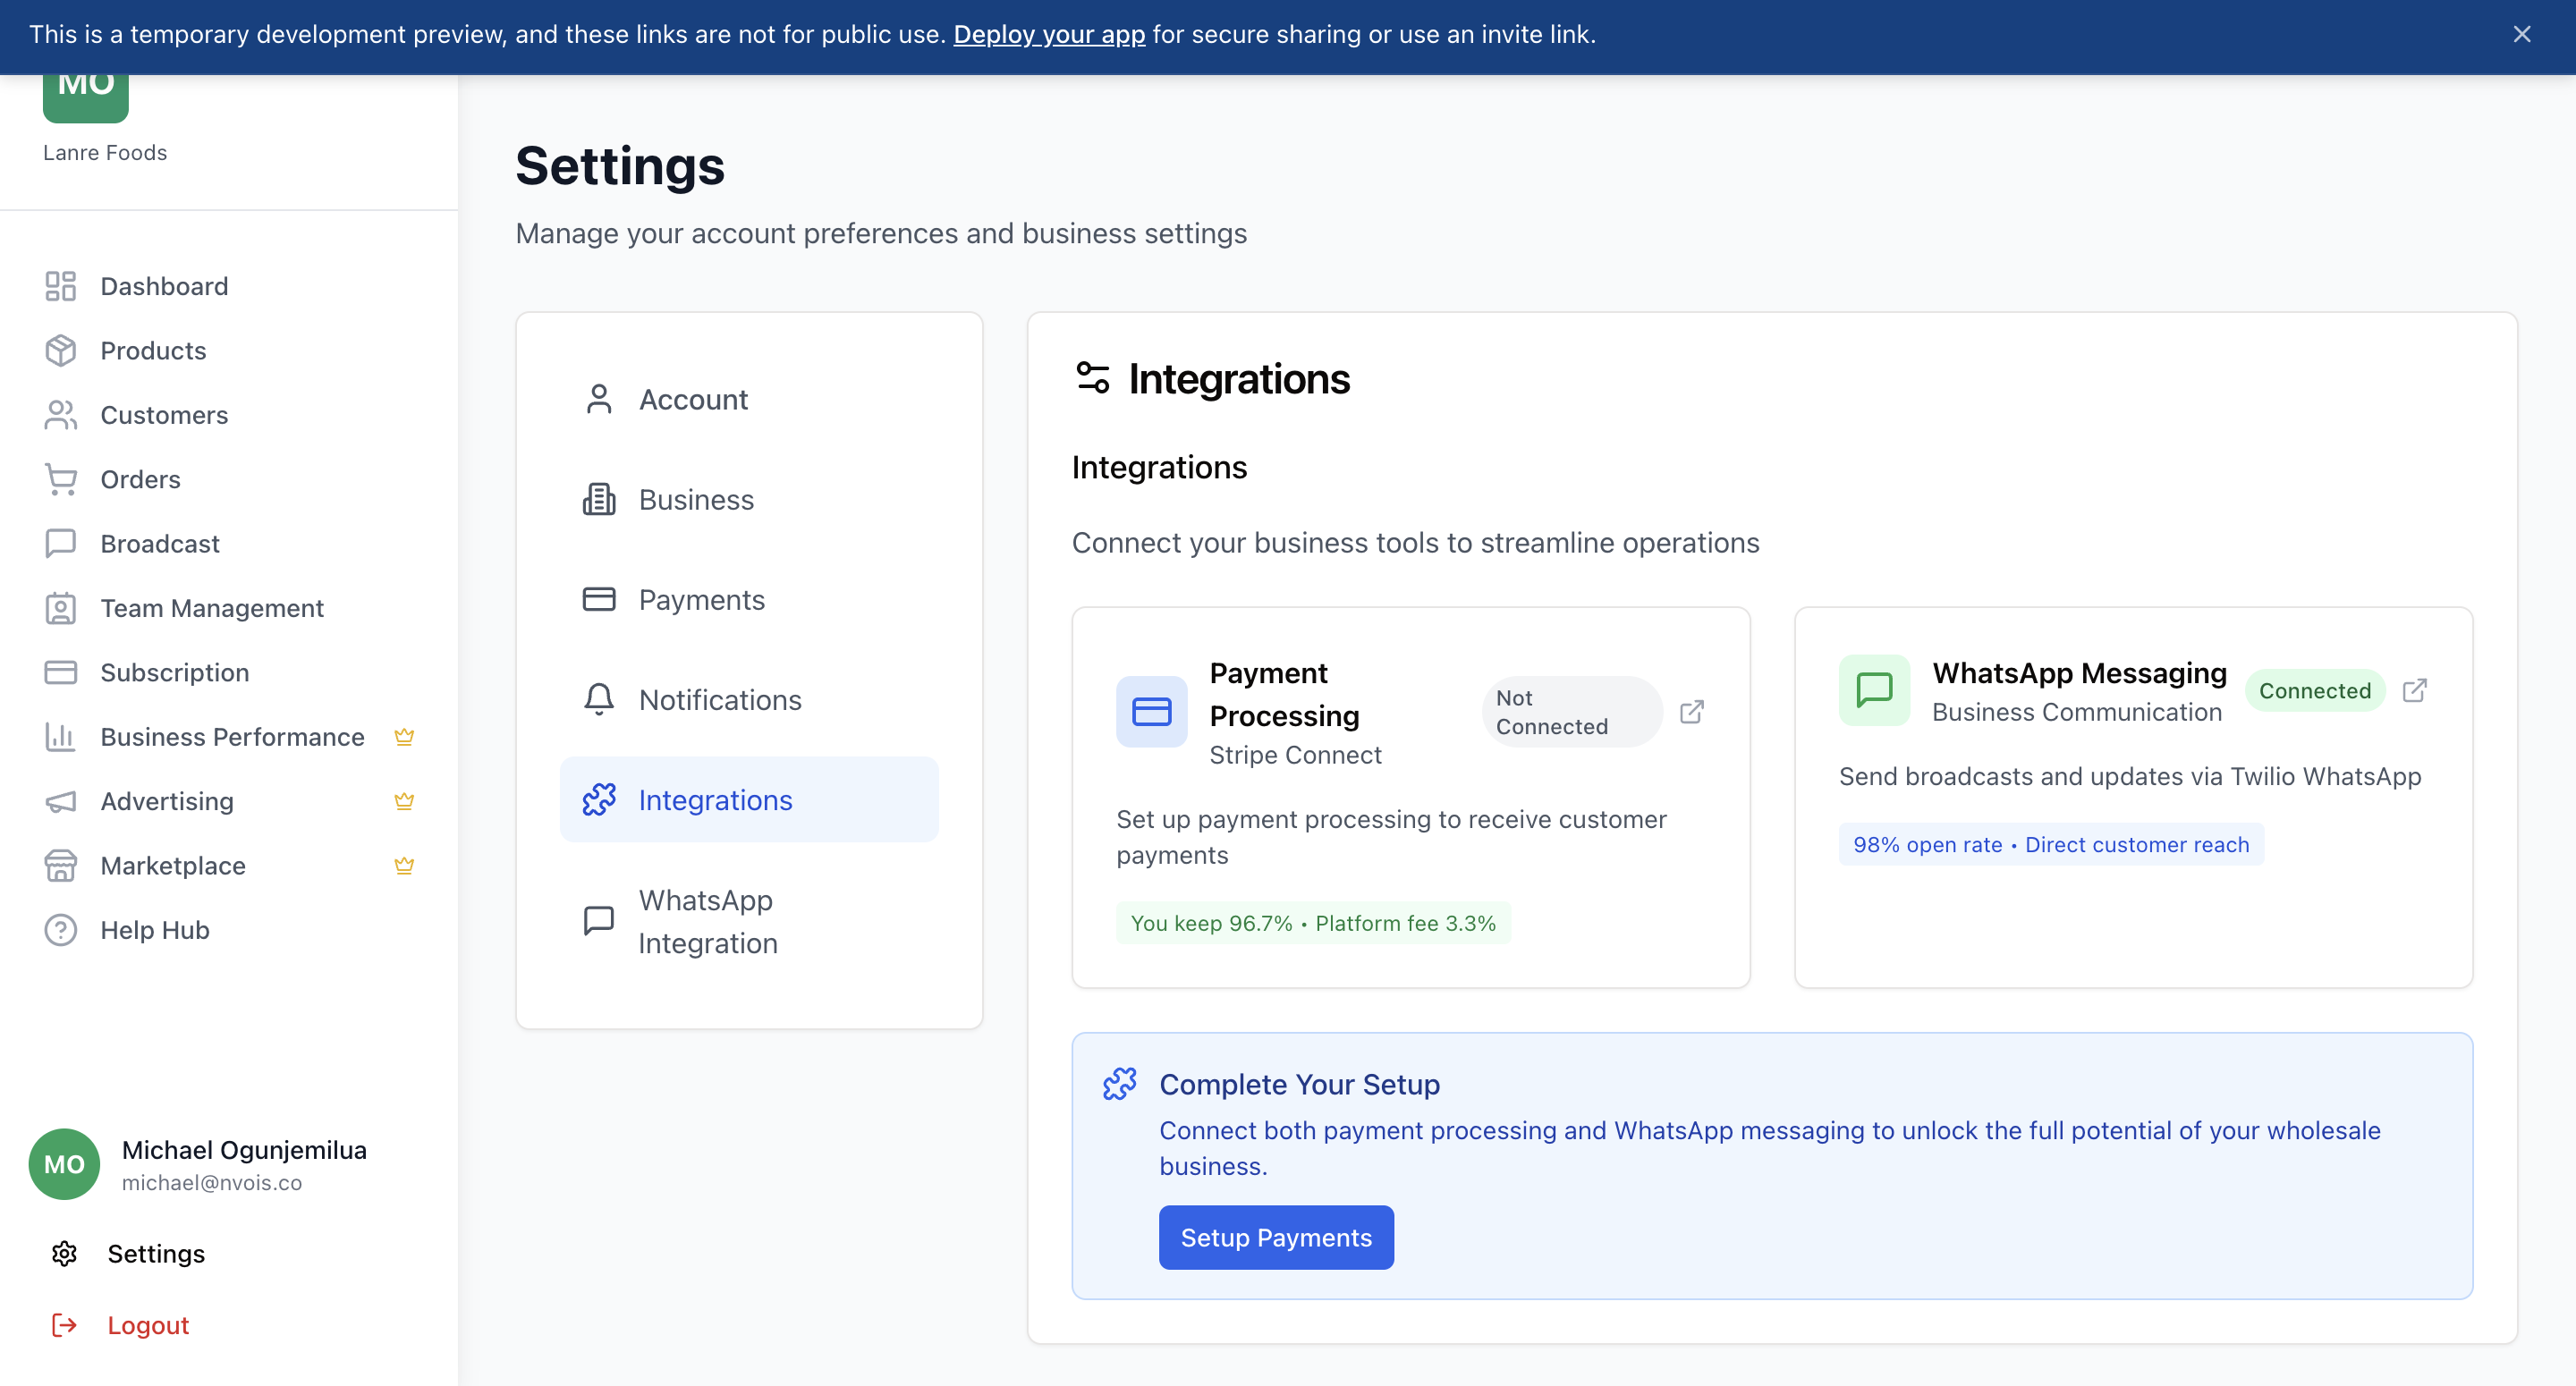 This is a temporary development preview, and these links are not for public use. Deploy your app for secure sharing or use an invite link.
MO
Lanre Foods
Dashboard
Products
Customers
Orders
Broadcast
Team Management
Subscription
Business Performance
Advertising
Marketplace
Help Hub
MO
Michael Ogunjemilua
michael@nvois.co
Settings
Logout
Settings
Manage your account preferences and business settings
Account
Business
Payments
Notifications
Integrations
WhatsApp
Integration
Integrations
Integrations
Connect your business tools to streamline operations
Payment
Processing
Stripe Connect
Not
Connected
Set up payment processing to receive customer
payments
You keep 96.7% • Platform fee 3.3%
WhatsApp Messaging
Business Communication
Connected
Send broadcasts and updates via Twilio WhatsApp
98% open rate • Direct customer reach
Complete Your Setup
Connect both payment processing and WhatsApp messaging to unlock the full potential of your wholesale
business.
Setup Payments